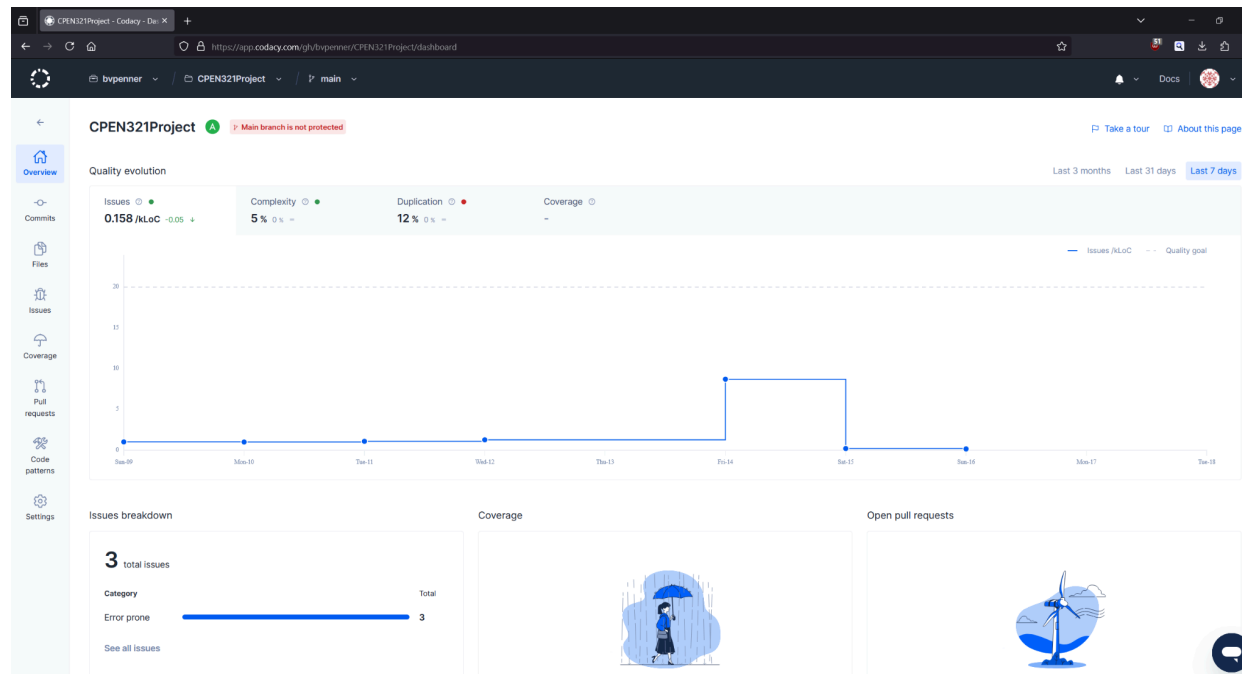 CPEN321Project - Codacy - Das
https://app.codacy.com/gh/bvpenner/CPEN321Project/dashboard
51
bvpenner / CPEN321Project / main
Docs
CPEN321Project A Main branch is not protected
Take a tour About this page
Overview
Commits
Files
Issues
Coverage
Pull requests
Code patterns
Settings
Quality evolution
Last 3 months Last 31 days Last 7 days
Issues Complexity Duplication Coverage
0.158 /kLoC -0.05 ↓ 5 % 0 % = 12 % 0 % = -
Issues /kLoC Quality goal
20
15
10
5
0
Sun-09 Mon-10 Tue-11 Wed-12 Thu-13 Fri-14 Sat-15 Sun-16 Mon-17 Tue-18
Issues breakdown
3 total issues
Category Total
Error prone 3
See all issues
Coverage
Open pull requests